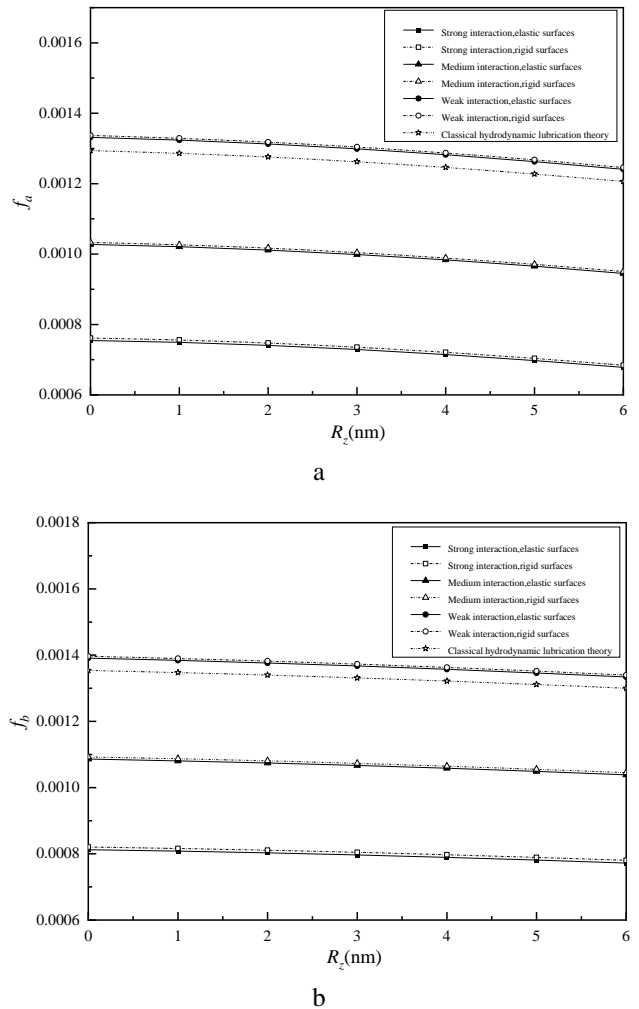 0.0016
0.0014
0.0012
0.0010
0.0008
0.0006
f_a
Strong interaction,elastic surfaces
Strong interaction,rigid surfaces
Medium interaction,elastic surfaces
Medium interaction,rigid surfaces
Weak interaction,elastic surfaces
Weak interaction,rigid surfaces
Classical hydrodynamic lubrication theory
0 1 2 3 4 5 6
R_z(nm)
a
0.0018
0.0016
0.0014
0.0012
0.0010
0.0008
0.0006
f_b
Strong interaction,elastic surfaces
Strong interaction,rigid surfaces
Medium interaction,elastic surfaces
Medium interaction,rigid surfaces
Weak interaction,elastic surfaces
Weak interaction,rigid surfaces
Classical hydrodynamic lubrication theory
0 1 2 3 4 5 6
R_z(nm)
b